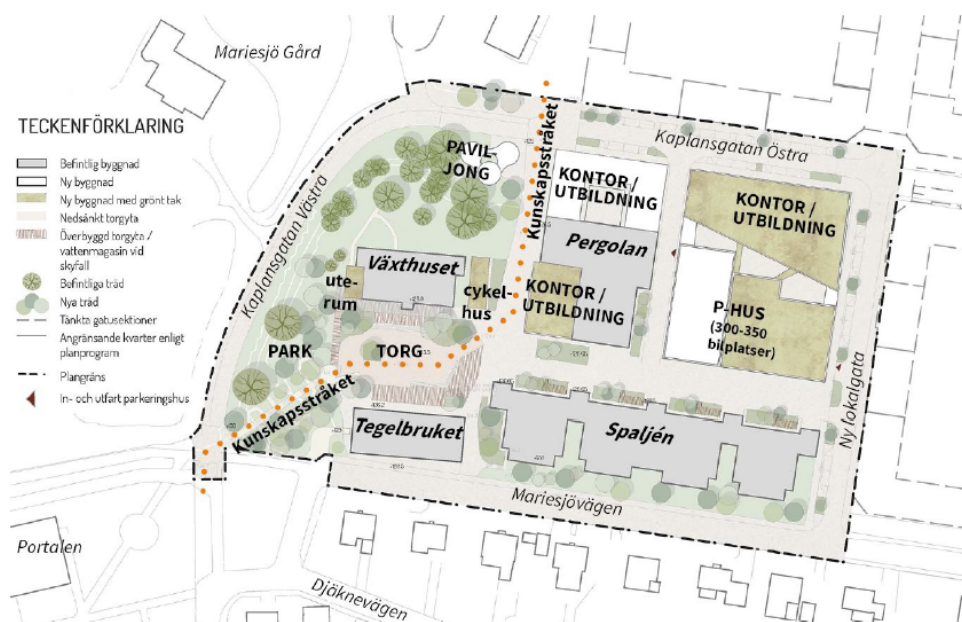 Mariesjö Gård
TECKENFÖRKLARING
Befintlig byggnad
Ny byggnad
Ny byggnad med grönt tak
Nedsänkt torgyta
Överbyggd torgyta /
vattenmagasin vid
skyfall
Befintliga träd
Nya träd
Tänkta gatusektioner
Angränsande kvarter enligt
planprogram
Plangräns
In- och utfart parkeringshus
Kaplansgatan Västra
Kaplansgatan Östra
PAVIL-
JONG
Kunskapsstråket
KONTOR /
UTBILDNING
Pergolan
KONTOR /
UTBILDNING
KONTOR /
UTBILDNING
P-HUS
(300-350
bilplatser)
Växthuset
ute-
rum
cykel-
hus
PARK
TORG
Kunskapsstråket
Tegelbruket
Spaljén
Ny lokalgata
Mariesjövägen
Portalen
Djäknevägen